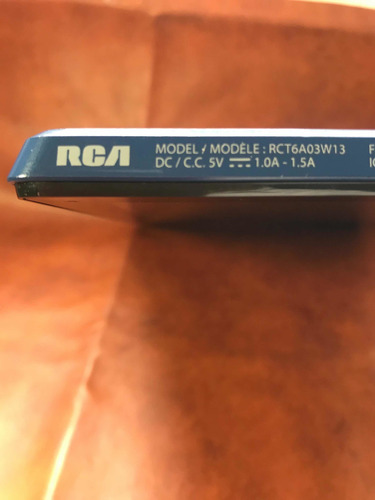 RCA
MODEL / MODÈLE : RCT6A03W13
DC / C.C. 5V ⎓ 1.0A - 1.5A